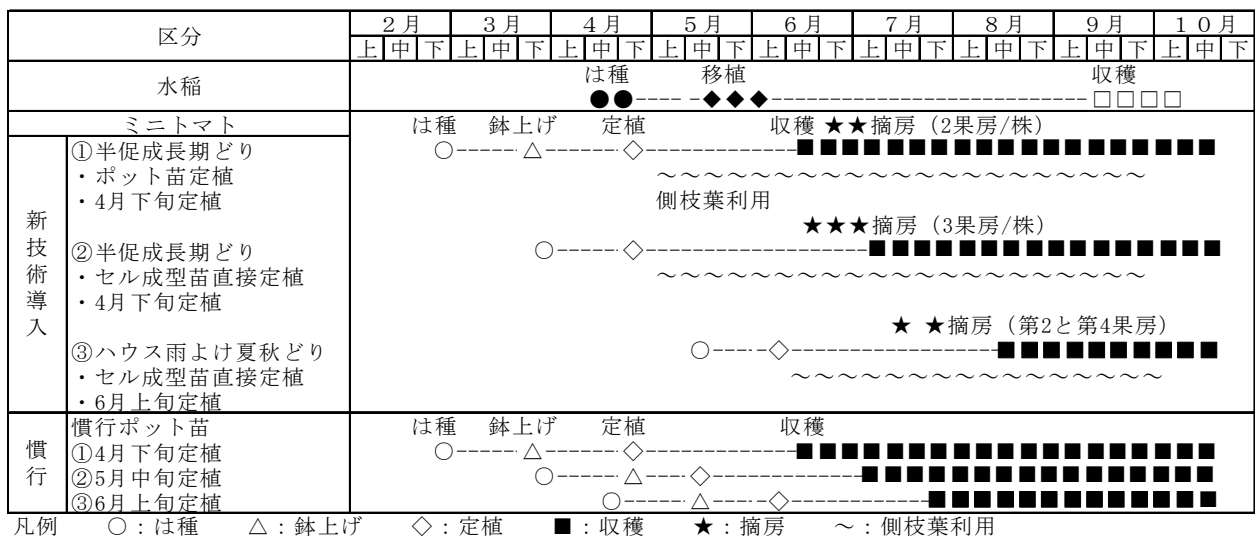 区分 2月 3月 4月 5月 6月 7月 8月 9月 10月
上 中 下 上 中 下 上 中 下 上 中 下 上 中 下 上 中 下 上 中 下 上 中 下 上 中 下
は種 移植 収穫
水稲 ●●---- -◆◆◆---------------------------- □□□□
ミニトマト は種 鉢上げ 定植 収穫 ★★摘房（2果房/株）
①半促成長期どり ○-----△------◇-------------■■■■■■■■■■■■■■■■■■■
・ポット苗定植 ～～～～～～～～～～～～～～～～～～～～～
・4月下旬定植 側枝葉利用
新技術導入
★★★摘房（3果房/株）
②半促成長期どり ○-----◇--------------------■■■■■■■■■■■■■■■■
・セル成型苗直接定植 ～～～～～～～～～～～～～～～～～～～～～
・4月下旬定植
★ ★摘房（第2と第4果房）
③ハウス雨よけ夏秋どり ○-----◇-------------------■■■■■■■■■■
・セル成型苗直接定植 ～～～～～～～～～～～～～～～～
・6月上旬定植
慣行
慣行ポット苗 は種 鉢上げ 定植 収穫
①4月下旬定植 ○-----△------◇--------------■■■■■■■■■■■■■■■■■■■
②5月中旬定植 ○------△----◇-------------■■■■■■■■■■■■■■■■
③6月上旬定植 ○-----△-----◇------------■■■■■■■■■■■■■
凡例 ○：は種 △：鉢上げ ◇：定植 ■：収穫 ★：摘房 ～：側枝葉利用